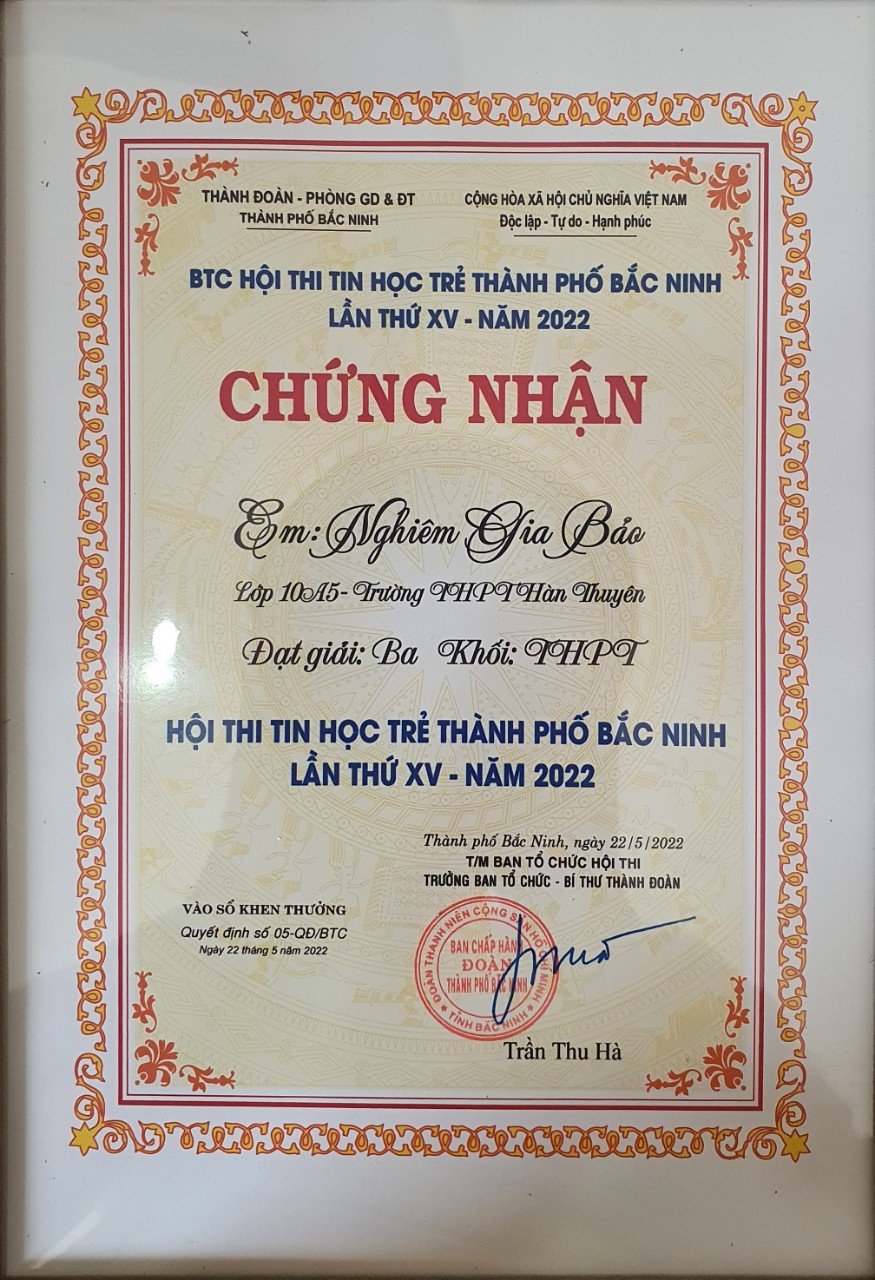 THÀNH ĐOÀN - PHÒNG GD & ĐT
THÀNH PHỐ BẮC NINH
CỘNG HÒA XÃ HỘI CHỦ NGHĨA VIỆT NAM
Độc lập - Tự do - Hạnh phúc
BTC HỘI THI TIN HỌC TRẺ THÀNH PHỐ BẮC NINH
LẦN THỨ XV - NĂM 2022
CHỨNG NHẬN
Em: Nghiêm Gia Bảo
Lớp 10A5- Trường THPT Hàn Thuyên
Đạt giải: Ba Khối: THPT
HỘI THI TIN HỌC TRẺ THÀNH PHỐ BẮC NINH
LẦN THỨ XV - NĂM 2022
Thành phố Bắc Ninh, ngày 22/5/2022
T/M BAN TỔ CHỨC HỘI THI
TRƯỞNG BAN TỔ CHỨC - BÍ THƯ THÀNH ĐOÀN
VÀO SỔ KHEN THƯỞNG
Quyết định số 05-QĐ/BTC
Ngày 22 tháng 5 năm 2022
ĐOÀN THANH NIÊN CỘNG SẢN HỒ CHÍ MINH
BAN CHẤP HÀNH
ĐOÀN
THÀNH PHỐ BẮC NINH
TỈNH BẮC NINH
Trần Thu Hà